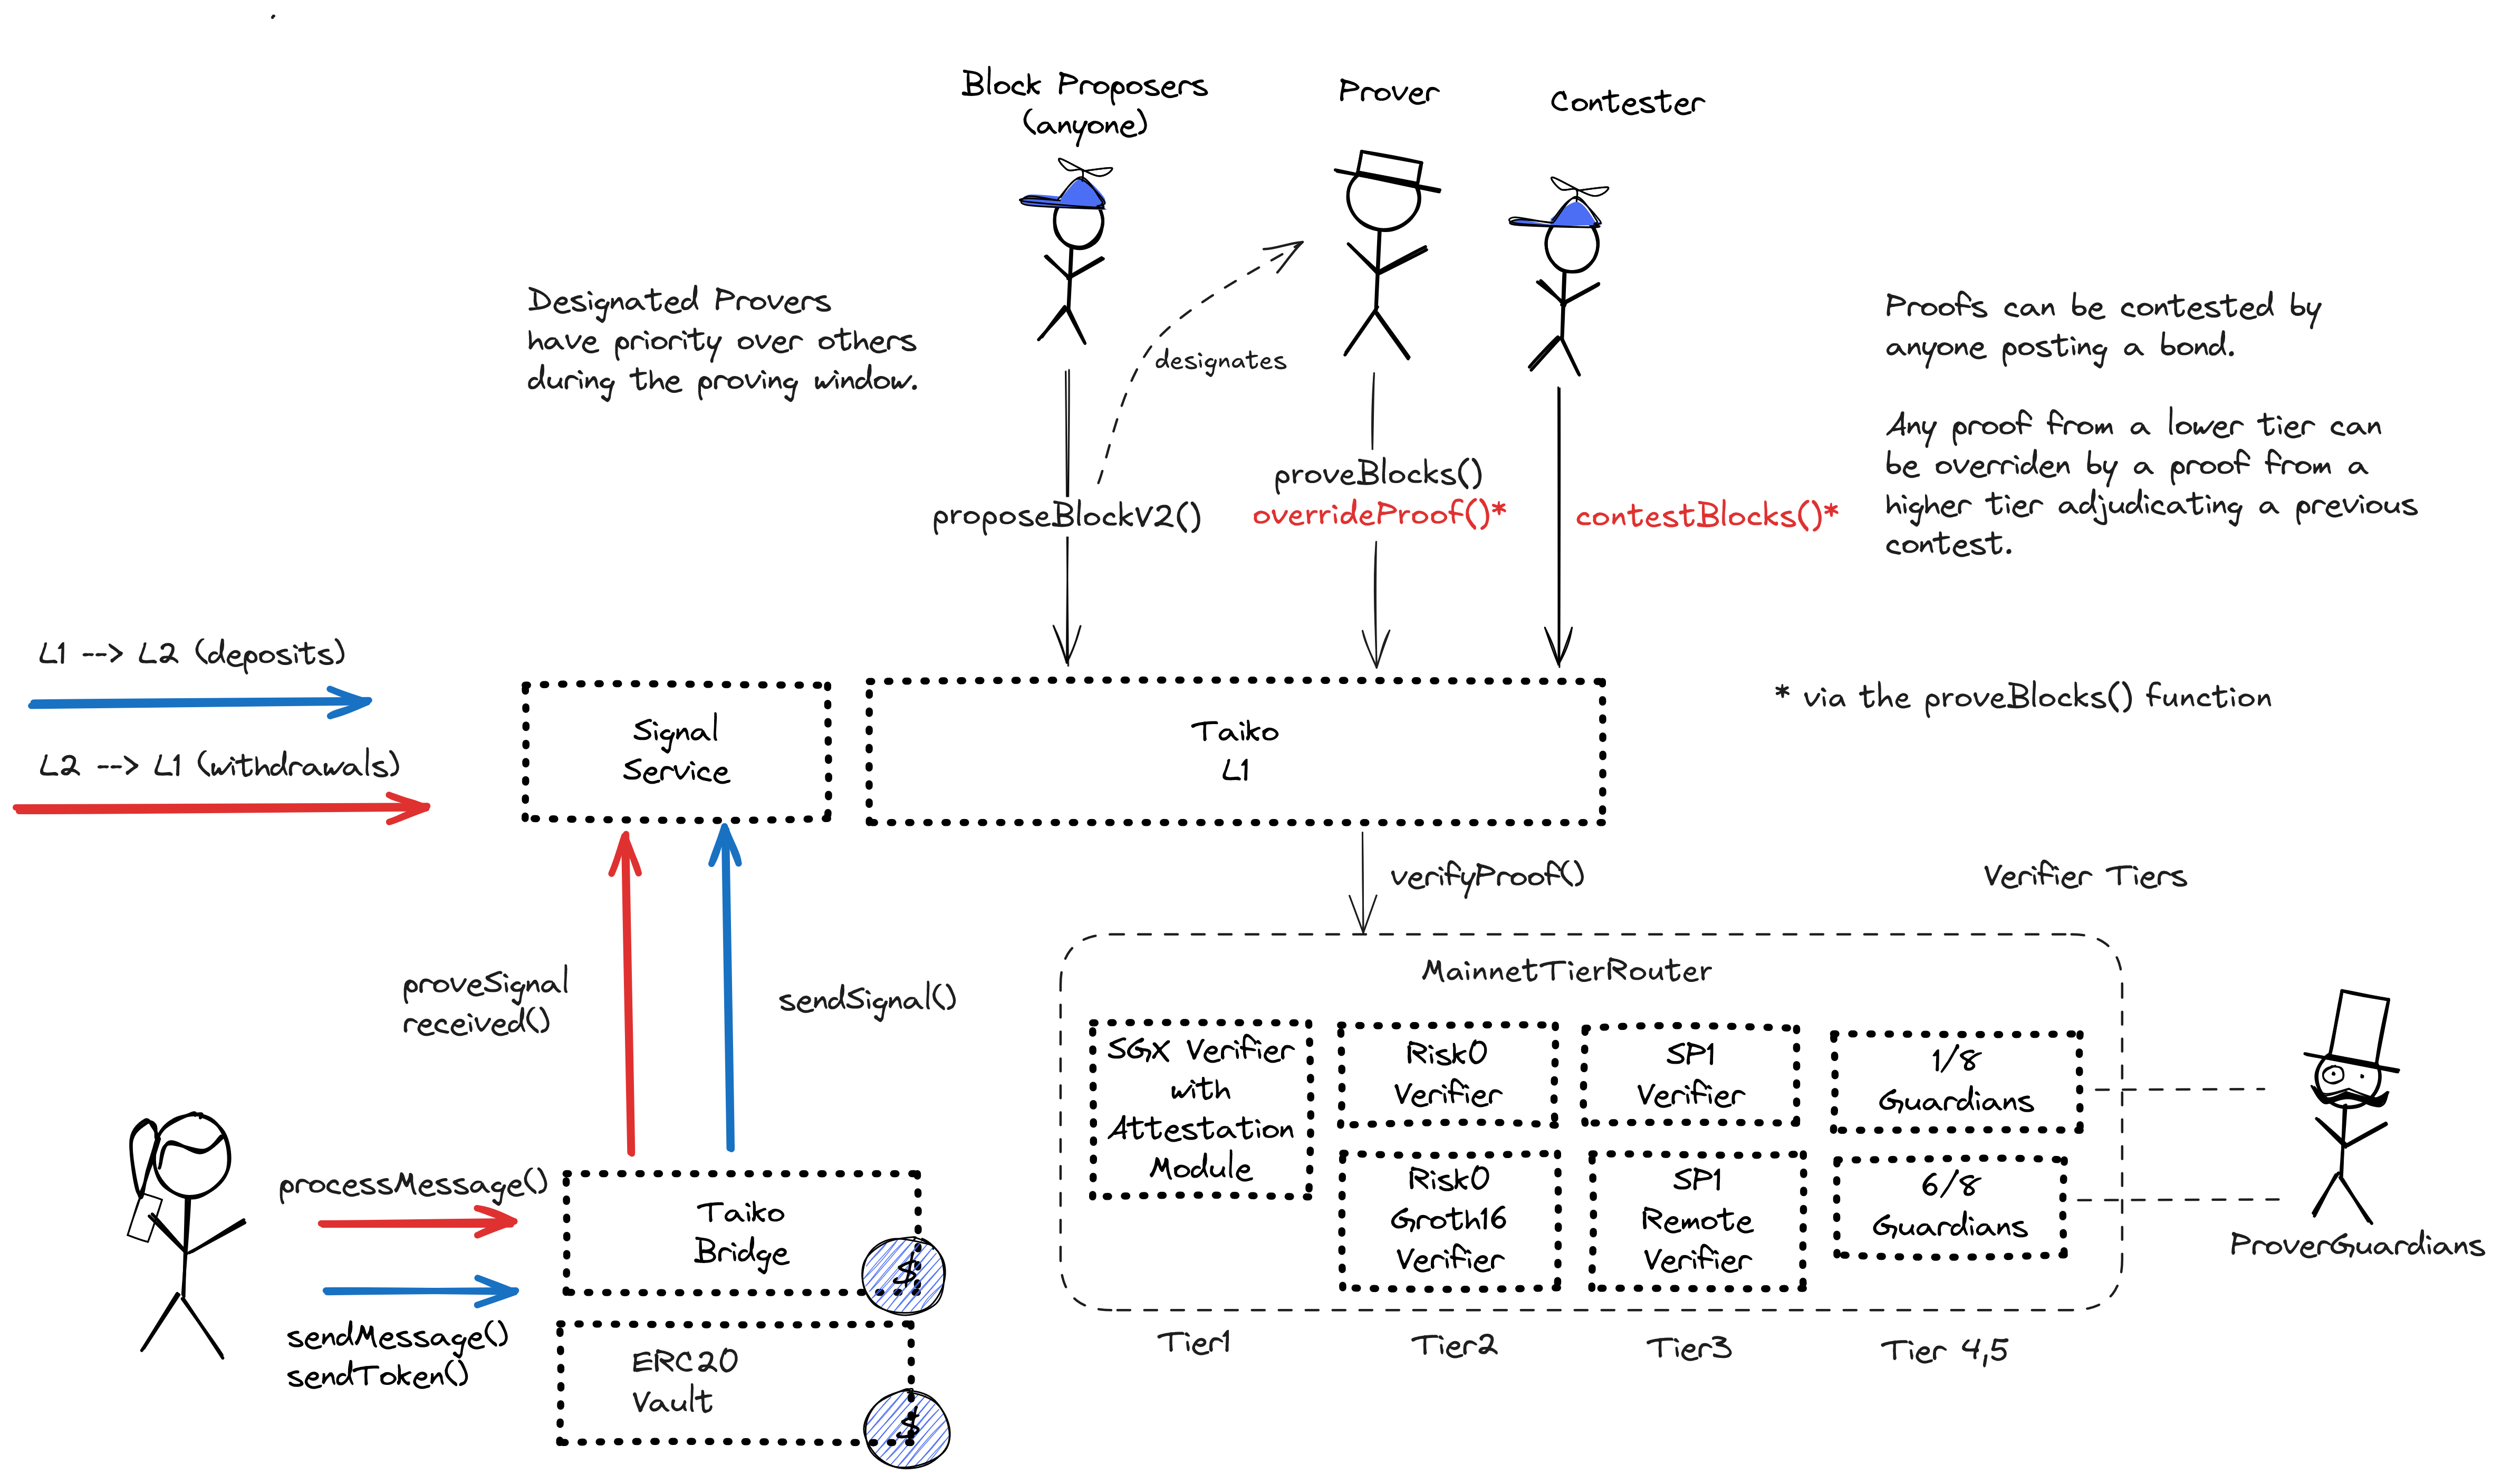 Block Proposers
(anyone)
Prover
Contester
Designated Provers
have priority over others
during the proving window.
designates
Proofs can be contested by
anyone posting a bond.
Any proof from a lower tier can
be overriden by a proof from a
higher tier adjudicating a previous
contest.
proposeBlockV2()
proveBlocks()
overrideProof()*
contestBlocks()*
L1 --> L2 (deposits)
L2 --> L1 (withdrawals)
Signal
Service
Taiko
L1
* via the proveBlocks() function
verifyProof()
Verifier Tiers
proveSignal
received()
sendSignal()
MainnetTierRouter
SGX Verifier
with
Attestation
Module
Risk0
Verifier
SP1
Verifier
1/8
Guardians
Risk0
Groth16
Verifier
SP1
Remote
Verifier
6/8
Guardians
ProverGuardians
Tier1
Tier2
Tier3
Tier 4,5
processMessage()
sendMessage()
sendToken()
Taiko
Bridge
$
ERC20
Vault
$